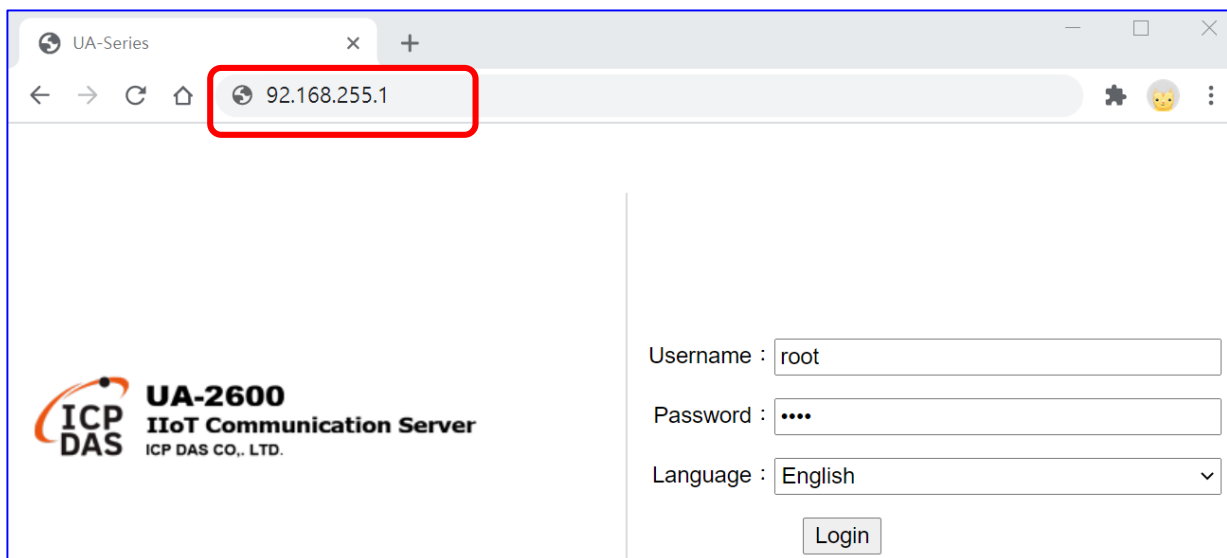 UA-Series
92.168.255.1
Username：root
Password：••••
Language：English
Login
ICP
DAS
UA-2600
IIoT Communication Server
ICP DAS CO,. LTD.